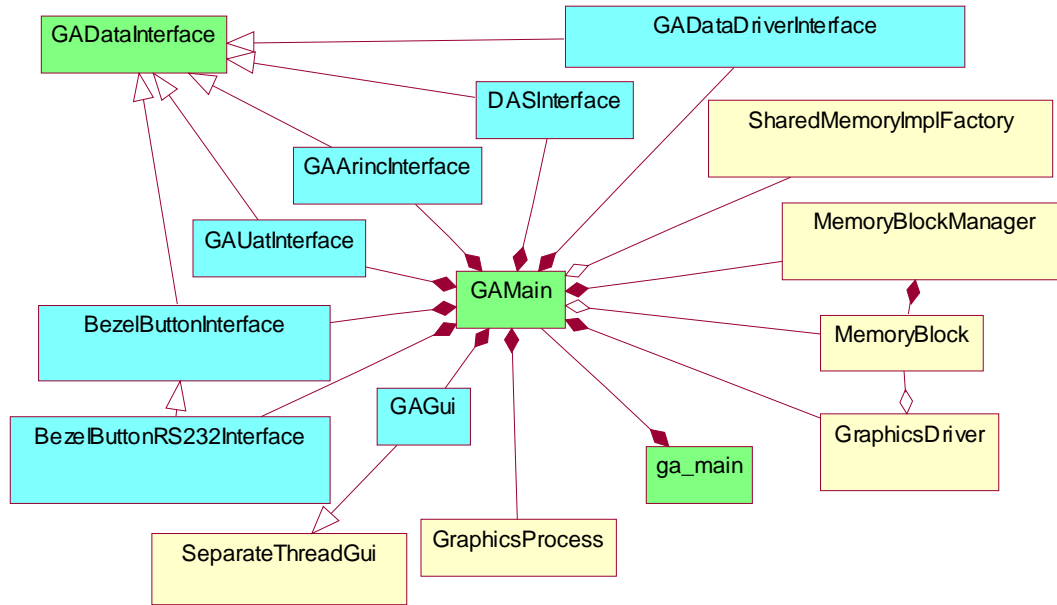 GADataInterface
GADataDriverInterface
DASInterface
SharedMemoryImplFactory
GAArincInterface
GAUatInterface
MemoryBlockManager
GAMain
BezelButtonInterface
MemoryBlock
GAGui
BezelButtonRS232Interface
GraphicsDriver
ga_main
GraphicsProcess
SeparateThreadGui